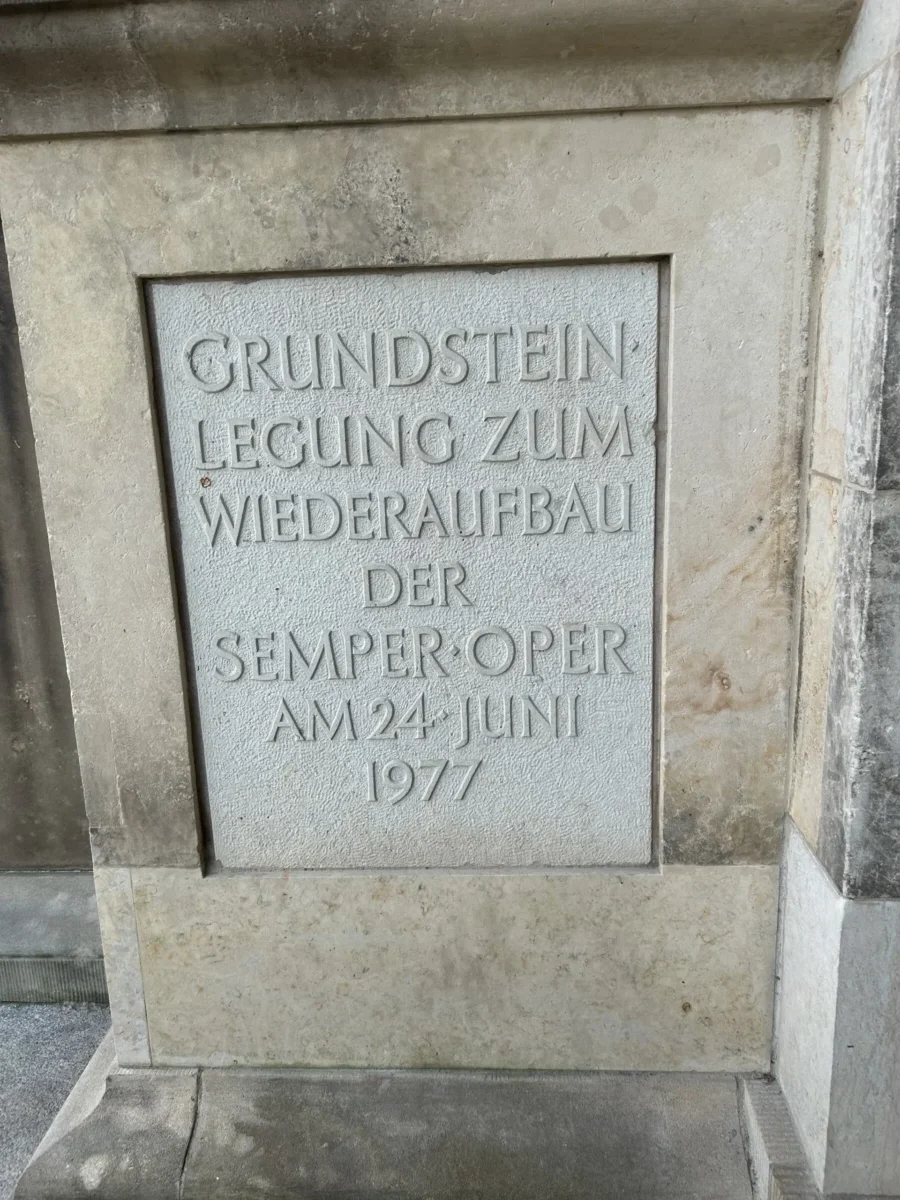 GRUNDSTEIN
LEGUNG ZUM
WIEDERAUFBAU
DER
SEMPER·OPER
AM 24·JUNI
1977